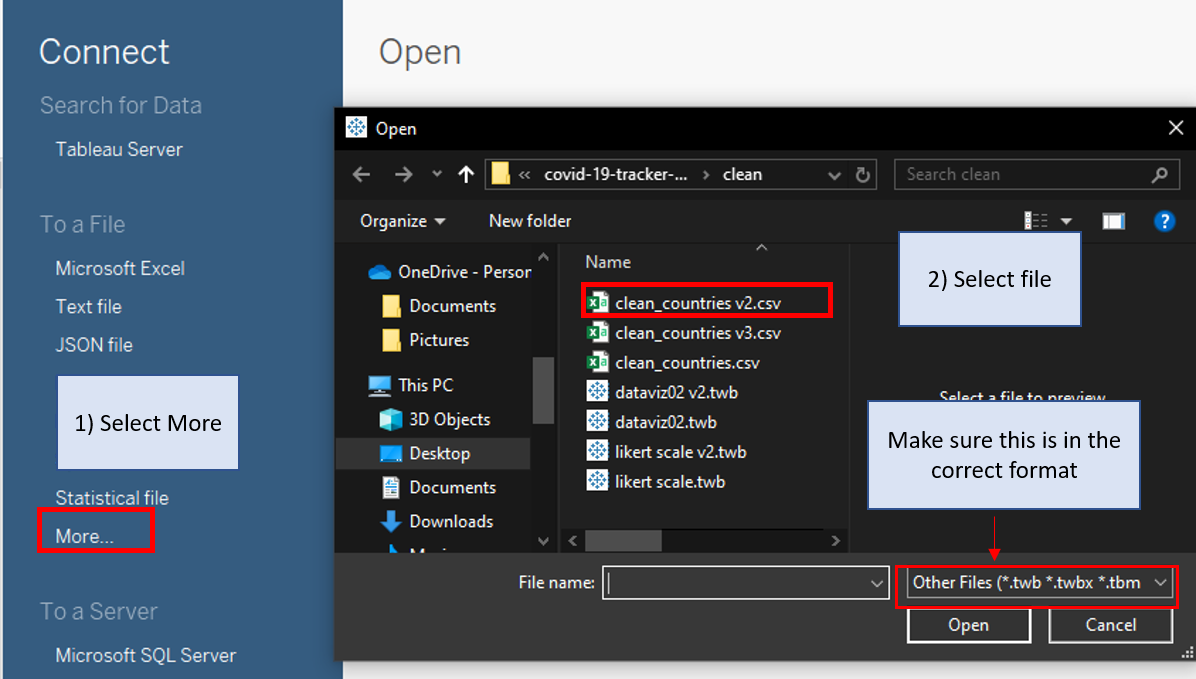 Connect
Search for Data
Tableau Server
To a File
Microsoft Excel
Text file
JSON file
1) Select More
Statistical file
More...
To a Server
Microsoft SQL Server
Open
Open
« covid-19-tracker-... › clean
Search clean
Organize
New folder
?
OneDrive - Person
Documents
Pictures
This PC
3D Objects
Desktop
Documents
Downloads
Name
clean_countries v2.csv
clean_countries v3.csv
clean_countries.csv
dataviz02 v2.twb
dataviz02.twb
likert scale v2.twb
likert scale.twb
2) Select file
Select a file to preview.
Make sure this is in the
correct format
File name:
Other Files (*.twb *.twbx *.tbm
Open
Cancel